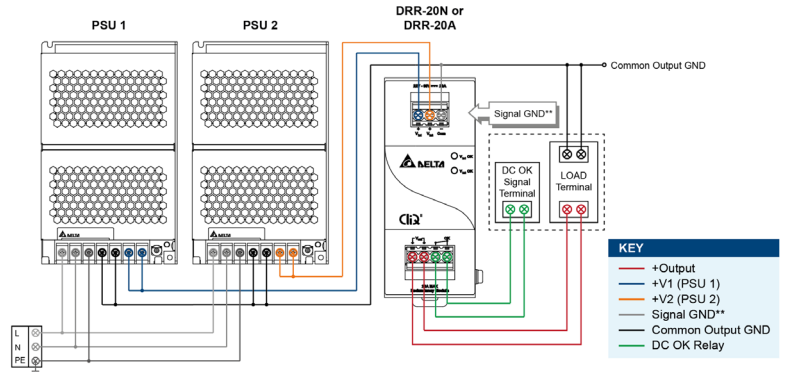 PSU 1
PSU 2
DRR-20N or
DRR-20A
Common Output GND
Signal GND**
DELTA
DC OK
Signal
Terminal
LOAD
Terminal
CliQ
DELTA
DELTA
KEY
+Output
+V1 (PSU 1)
+V2 (PSU 2)
Signal GND**
Common Output GND
DC OK Relay
L
N
PE